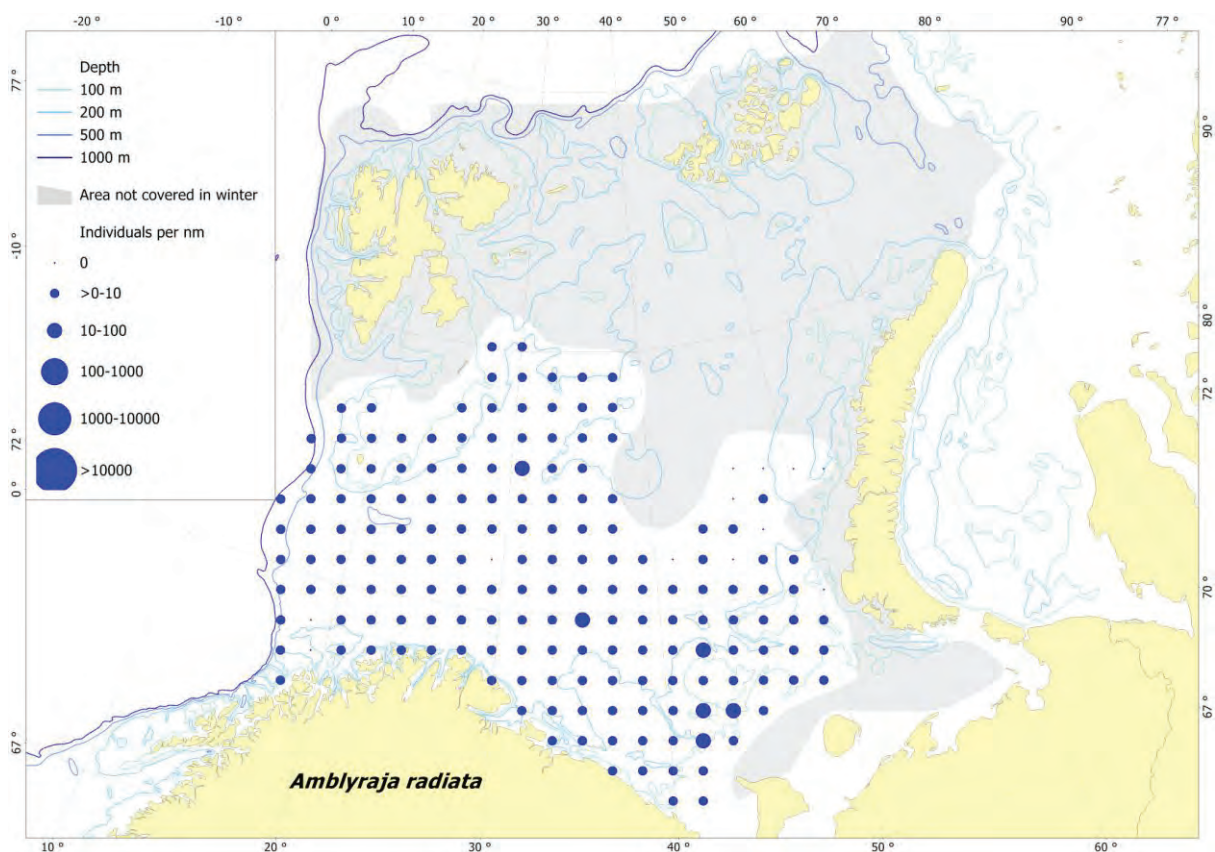 -20 ° -10 ° 0 ° 10 ° 20 ° 30 ° 40 ° 50 ° 60 ° 70 ° 80 ° 90 ° 77 °
Depth
100 m
200 m
500 m
1000 m
Area not covered in winter
Individuals per nm
0
>0-10
10-100
100-1000
1000-10000
>10000
77 °
-10 °
72 °
0 °
67 °
90 °
80 °
72 °
70 °
67 °
Amblyraja radiata
10 ° 20 ° 30 ° 40 ° 50 ° 60 °